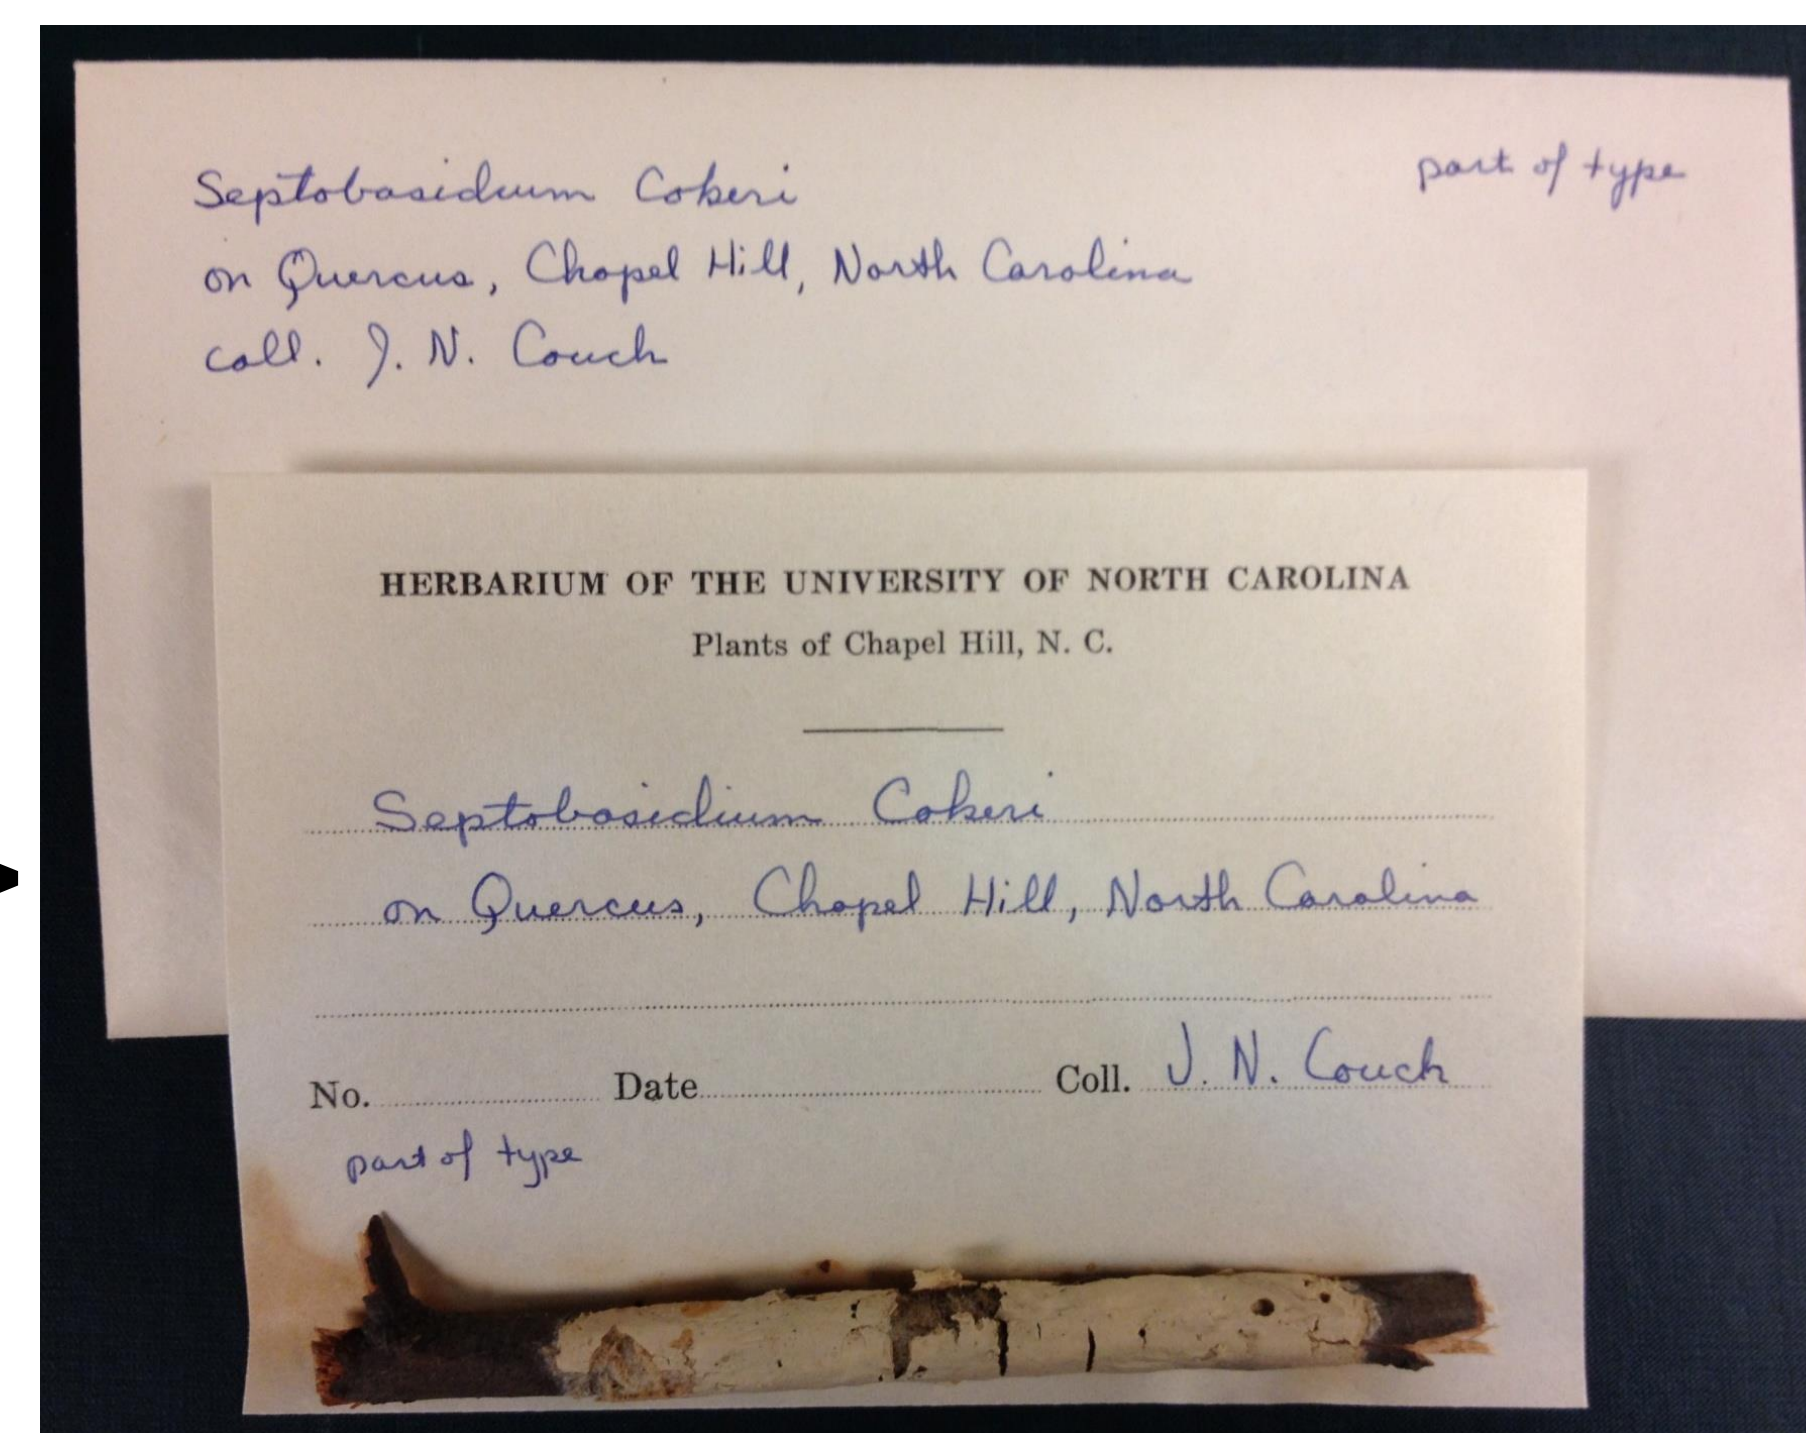 Septobasidium Cokeri
part of type
on Quercus, Chapel Hill, North Carolina
coll. J. N. Couch
HERBARIUM OF THE UNIVERSITY OF NORTH CAROLINA
Plants of Chapel Hill, N. C.
Septobasidium Cokeri
on Quercus, Chapel Hill, North Carolina
No. Date Coll. J. N. Couch
part of type